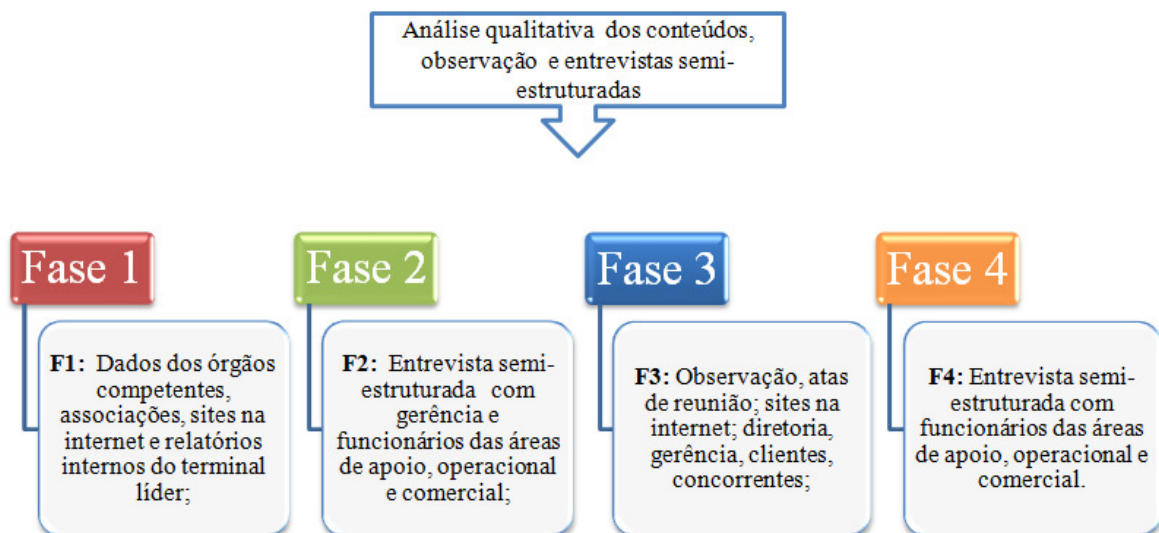 Análise qualitativa dos conteúdos,
observação e entrevistas semi-
estruturadas
Fase 1
F1: Dados dos órgãos
competentes,
associações, sites na
internet e relatórios
internos do terminal
líder;
Fase 2
F2: Entrevista semi-
estruturada com
gerência e
funcionários das áreas
de apoio, operacional
e comercial;
Fase 3
F3: Observação, atas
de reunião; sites na
internet; diretoria,
gerência, clientes,
concorrentes;
Fase 4
F4: Entrevista semi-
estruturada com
funcionários das áreas
de apoio, operacional e
comercial.